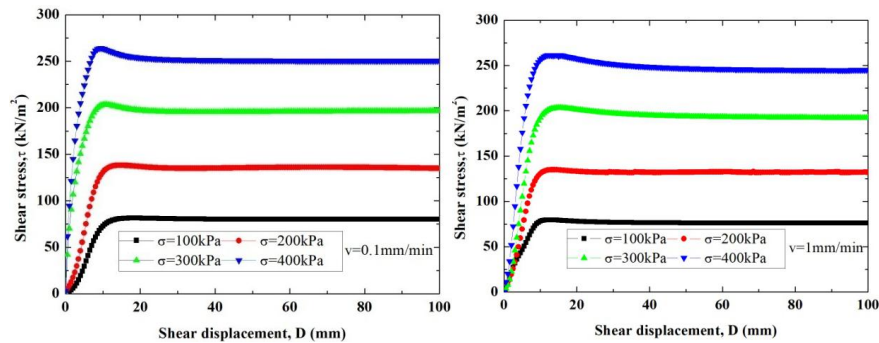 300
250
200
150
100
50
0
Shear stress,τ (kN/m²)
σ=100kPa σ=200kPa
σ=300kPa σ=400kPa
v=0.1mm/min
0 20 40 60 80 100
Shear displacement, D (mm)
300
250
200
150
100
50
0
Shear stress,τ (kN/m²)
σ=100kPa σ=200kPa
σ=300kPa σ=400kPa
v=1mm/min
0 20 40 60 80 100
Shear displacement, D (mm)